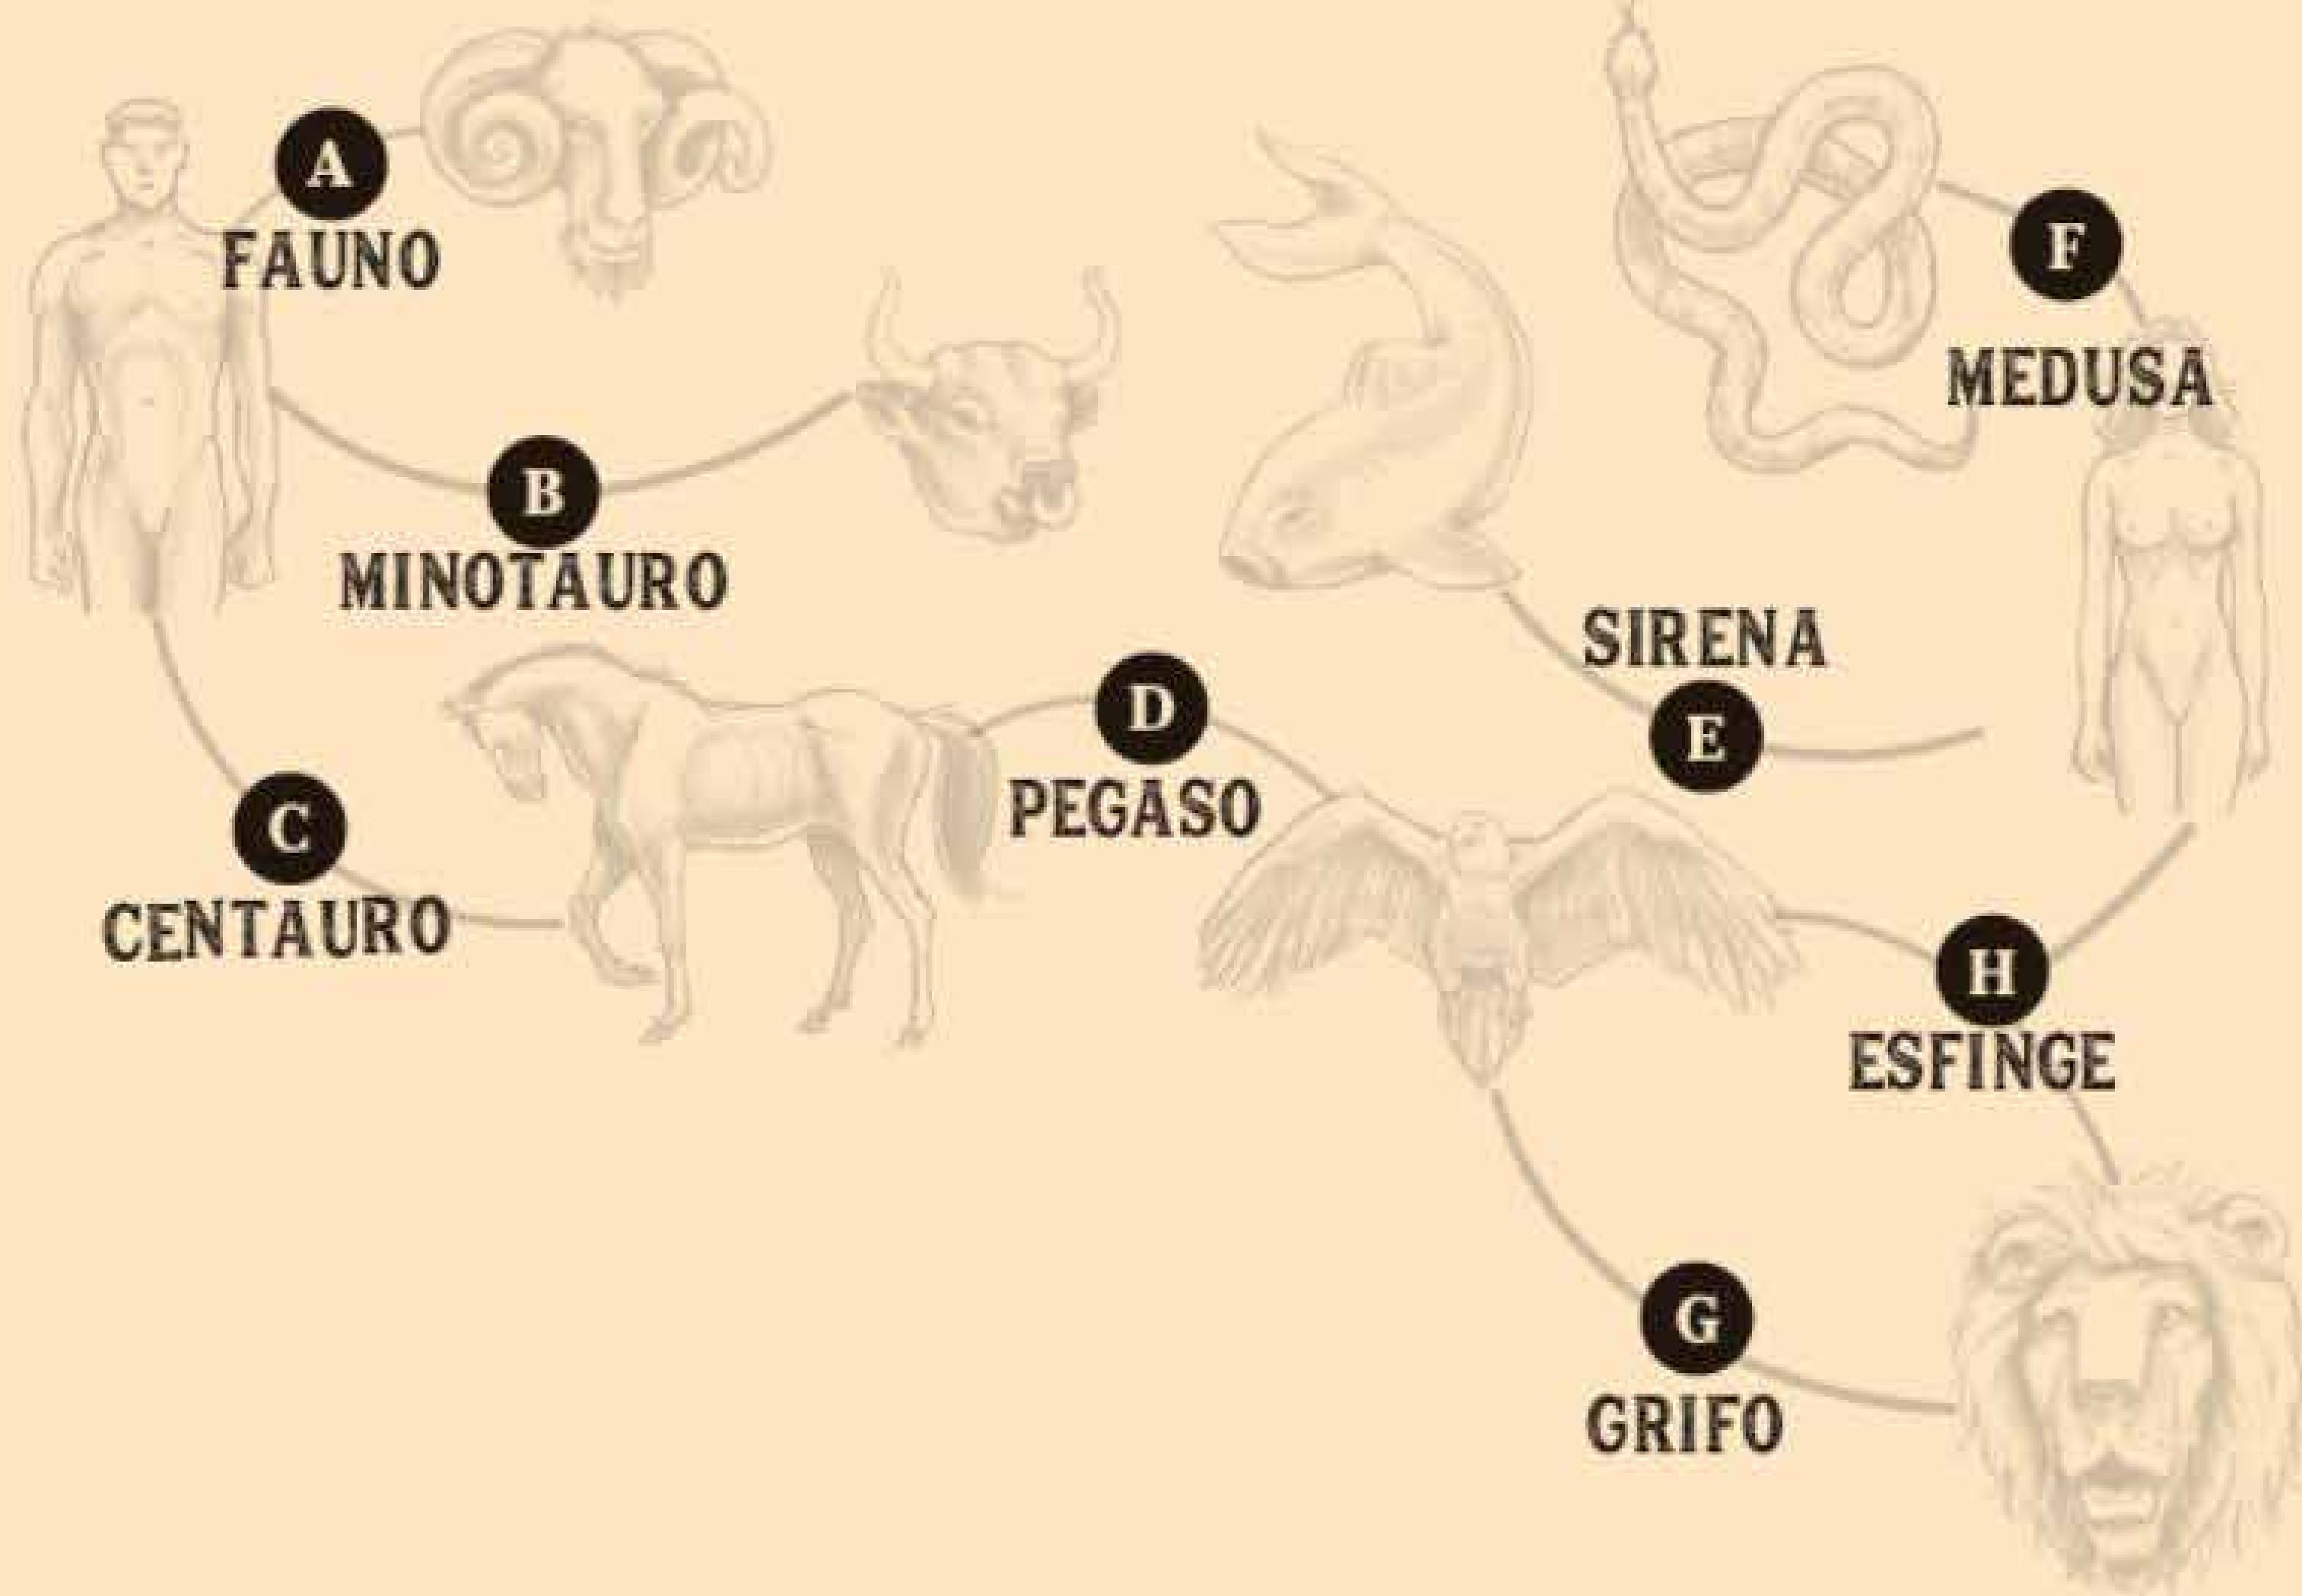 A
FAUNO
B
MINOTAURO
C
CENTAURO
D
PEGASO
SIRENA
E
F
MEDUSA
H
ESFINGE
G
GRIFO